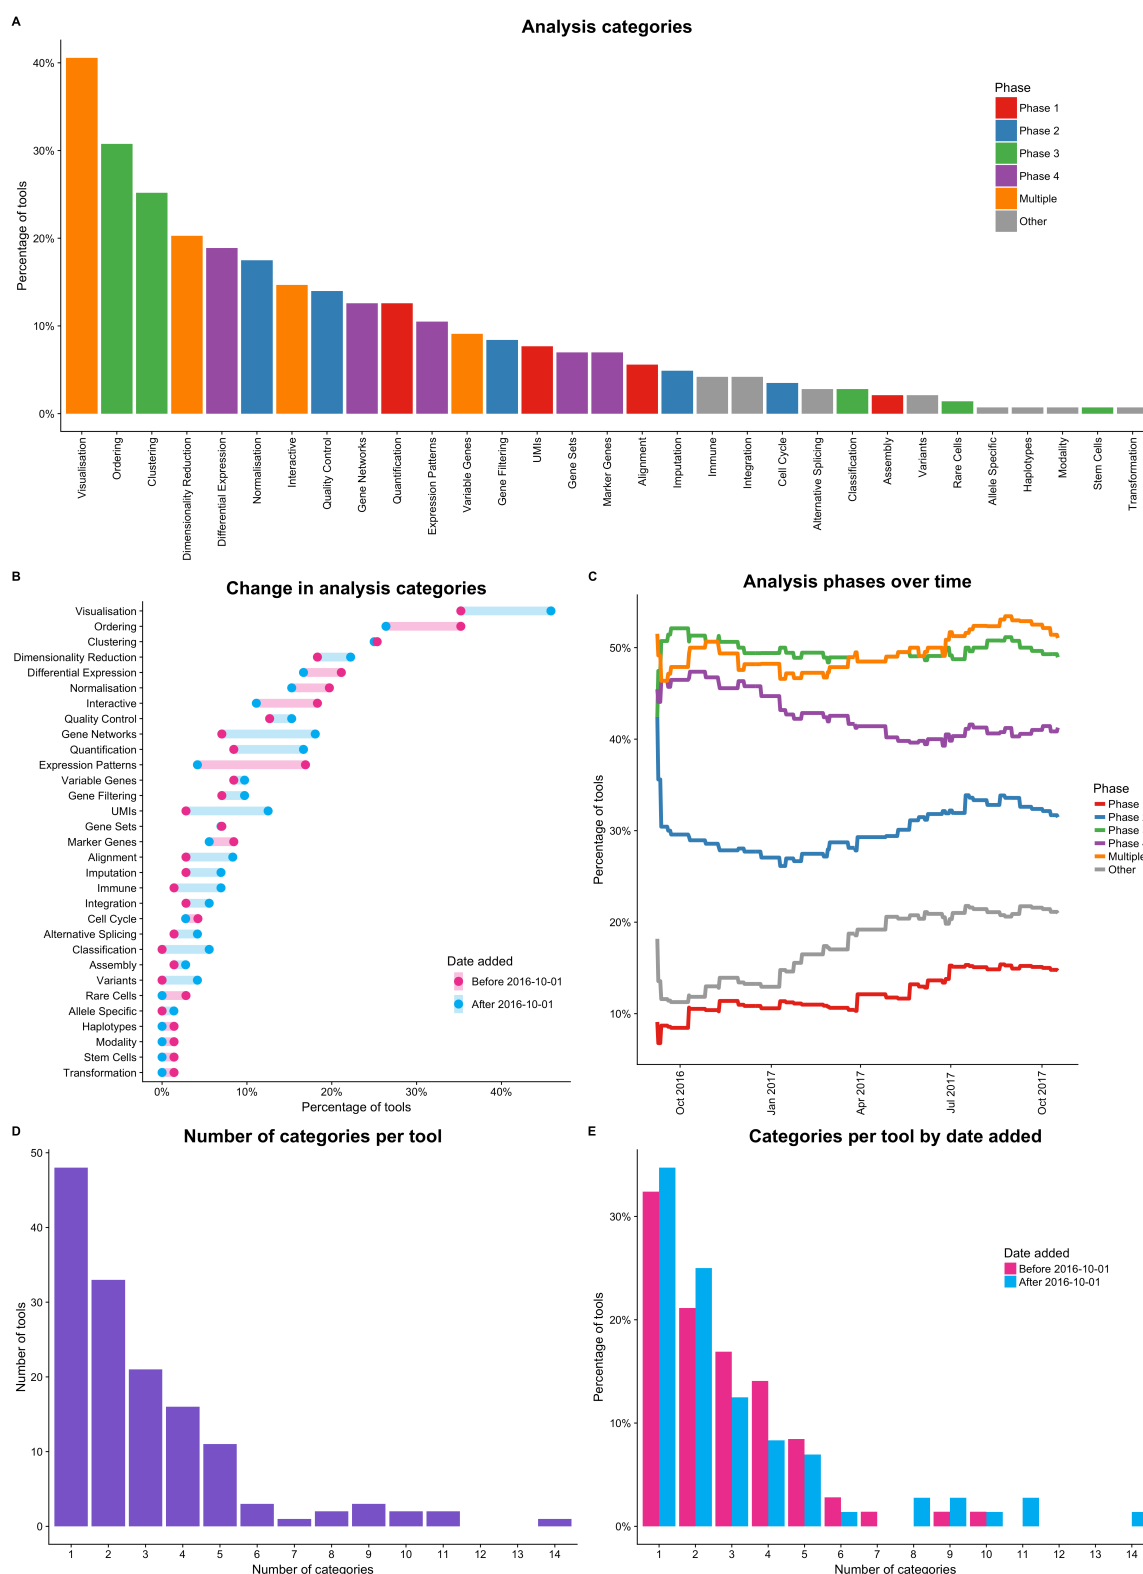 A
Analysis categories
Percentage of tools
40%
30%
20%
10%
0%
Phase
Phase 1
Phase 2
Phase 3
Phase 4
Multiple
Other
Visualisation
Ordering
Clustering
Dimensionality Reduction
Differential Expression
Normalisation
Interactive
Quality Control
Gene Networks
Quantification
Expression Patterns
Variable Genes
Gene Filtering
UMIs
Gene Sets
Marker Genes
Alignment
Imputation
Immune
Integration
Cell Cycle
Alternative Splicing
Classification
Assembly
Variants
Rare Cells
Allele Specific
Haplotypes
Modality
Stem Cells
Transformation
B
Change in analysis categories
Visualisation
Ordering
Clustering
Dimensionality Reduction
Differential Expression
Normalisation
Interactive
Quality Control
Gene Networks
Quantification
Expression Patterns
Variable Genes
Gene Filtering
UMIs
Gene Sets
Marker Genes
Alignment
Imputation
Immune
Integration
Cell Cycle
Alternative Splicing
Classification
Assembly
Variants
Rare Cells
Allele Specific
Haplotypes
Modality
Stem Cells
Transformation
Date added
Before 2016-10-01
After 2016-10-01
0%
10%
20%
30%
40%
Percentage of tools
C
Analysis phases over time
Percentage of tools
50%
40%
30%
20%
10%
Phase
Phase
Phase
Phase
Phase
Multiple
Other
Oct 2016
Jan 2017
Apr 2017
Jul 2017
Oct 2017
D
Number of categories per tool
Number of tools
50
40
30
20
10
0
1 2 3 4 5 6 7 8 9 10 11 12 13 14
Number of categories
E
Categories per tool by date added
Percentage of tools
30%
20%
10%
0%
Date added
Before 2016-10-01
After 2016-10-01
1 2 3 4 5 6 7 8 9 10 11 12 13 14
Number of categories